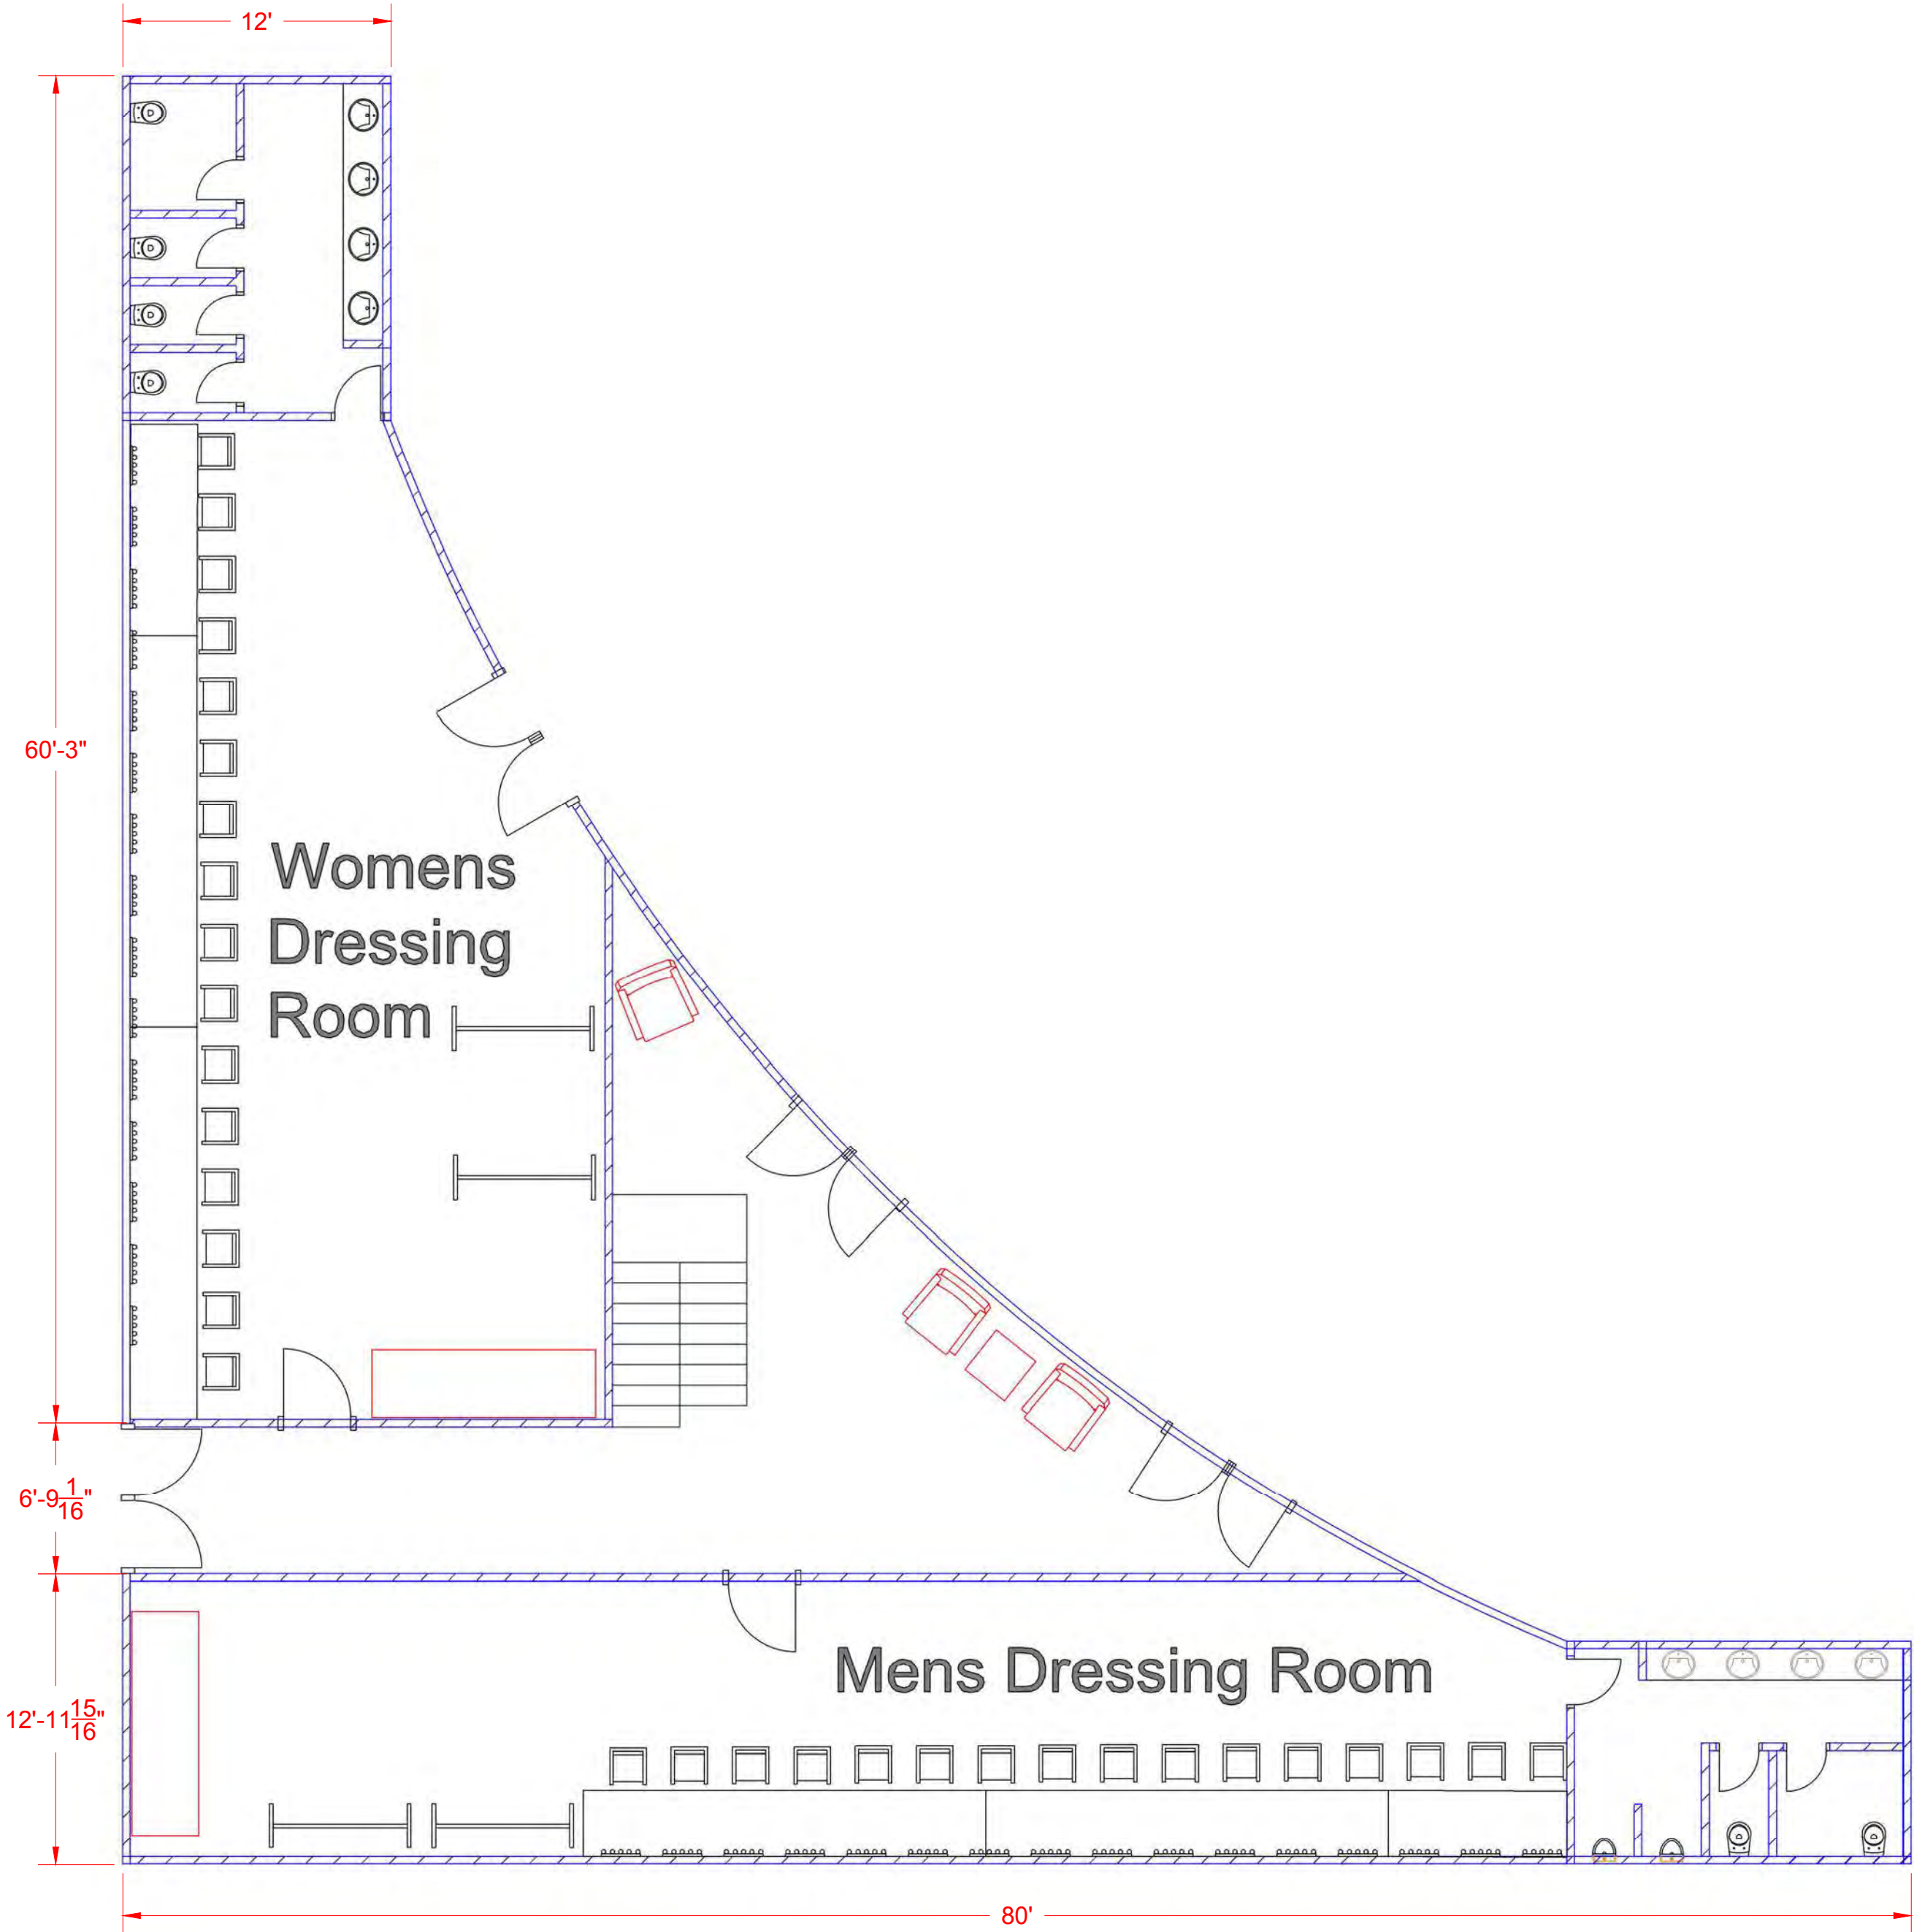 12'
60'-3"
Womens
Dressing
Room
6'-9 1/16"
Mens Dressing Room
12'-11 15/16"
80'